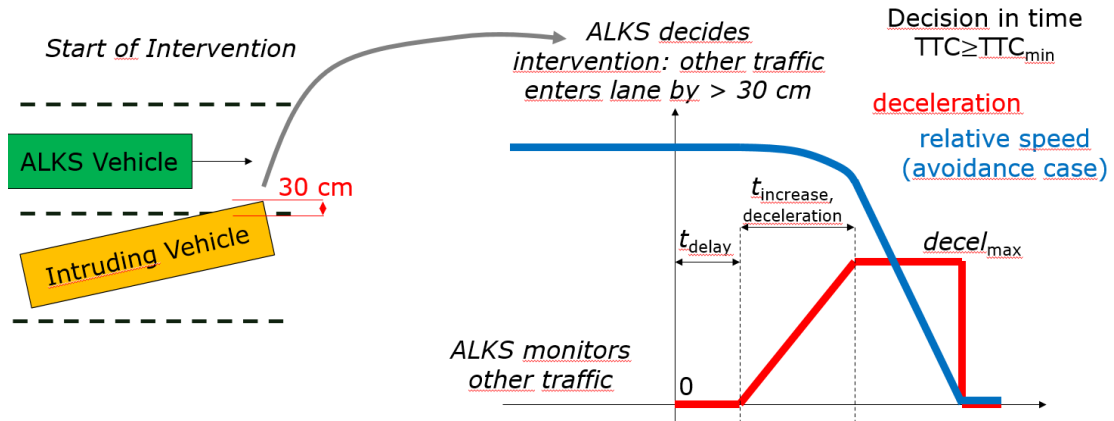 Start of Intervention
ALKS Vehicle
30 cm
Intruding Vehicle
ALKS decides
intervention: other traffic
enters lane by > 30 cm
Decision in time
TTC≥TTCmin
deceleration
relative speed
(avoidance case)
tincrease,
deceleration
tdelay
decelmax
ALKS monitors
other traffic
0